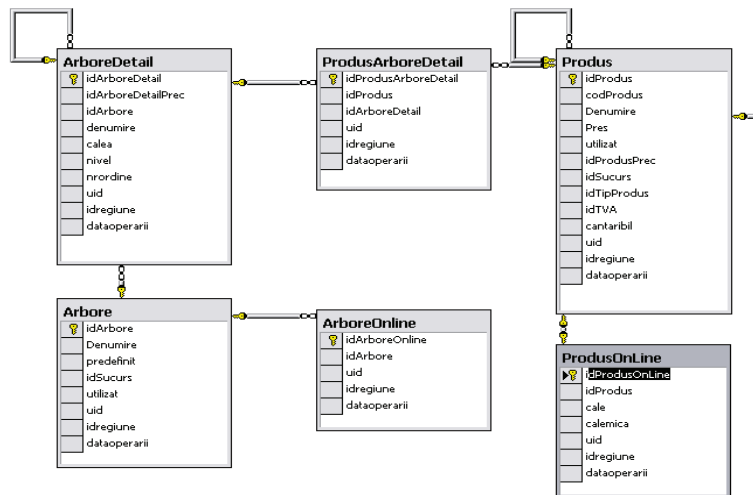 ArboreDetail
idArboreDetail
idArboreDetailPrec
idArbore
denumire
calea
nivel
nrordine
uid
idregiune
dataoperarii
ProdusArboreDetail
idProdusArboreDetail
idProdus
idArboreDetail
uid
idregiune
dataoperarii
Produs
idProdus
codProdus
Denumire
Pres
utilizat
idProdusPrec
idSucurs
idTipProdus
idTVA
cantaribil
uid
idregiune
dataoperarii
Arbore
idArbore
Denumire
predefinit
idSucurs
utilizat
uid
idregiune
dataoperarii
ArboreOnline
idArboreOnline
idArbore
uid
idregiune
dataoperarii
ProdusOnLine
idProdusOnLine
idProdus
cale
calemica
uid
idregiune
dataoperarii